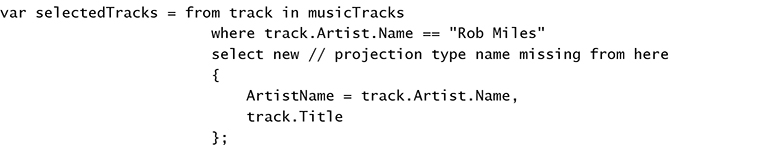 var selectedTracks = from track in musicTracks
                     where track.Artist.Name == "Rob Miles"
                     select new // projection type name missing from here
                     {
                         ArtistName = track.Artist.Name,
                         track.Title
                     };